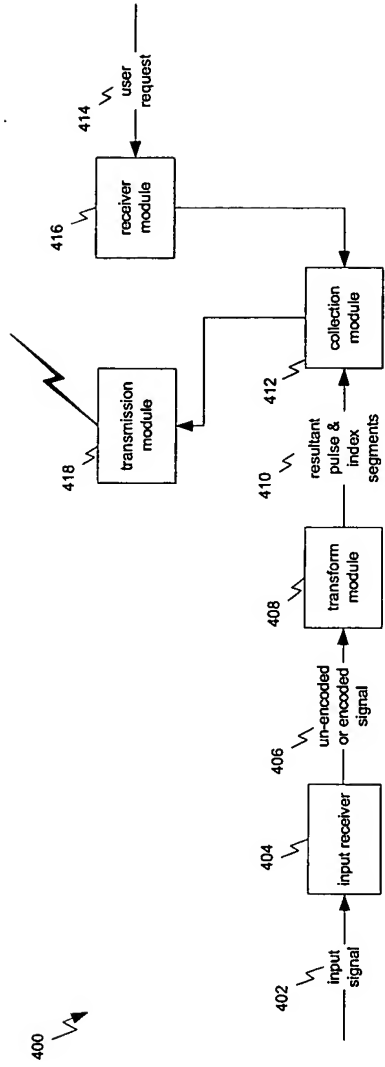 400
402
input
signal
404
input receiver
406
un-encoded
or encoded
signal
408
transform
module
410
resultant
pulse &
index
segments
412
collection
module
414
user
request
416
receiver
module
418
transmission
module